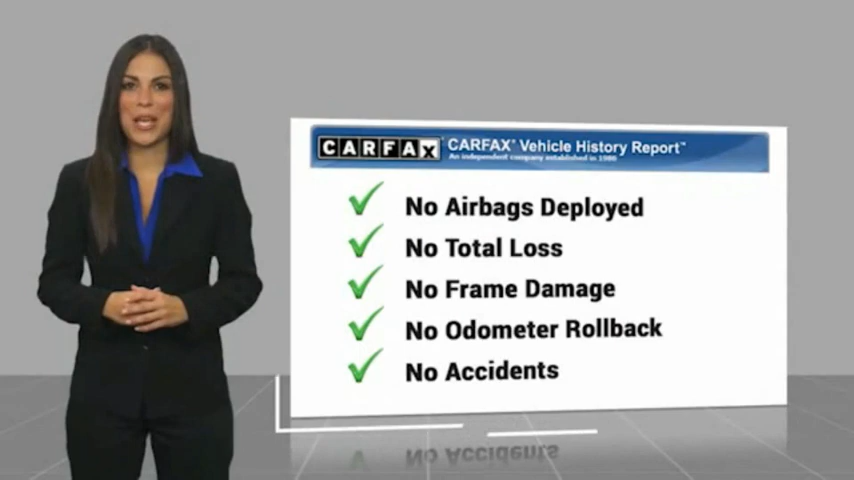 CARFAX CARFAX® Vehicle History Report™
An independent company established in 1986
No Airbags Deployed
No Total Loss
No Frame Damage
No Odometer Rollback
No Accidents
No Accidents